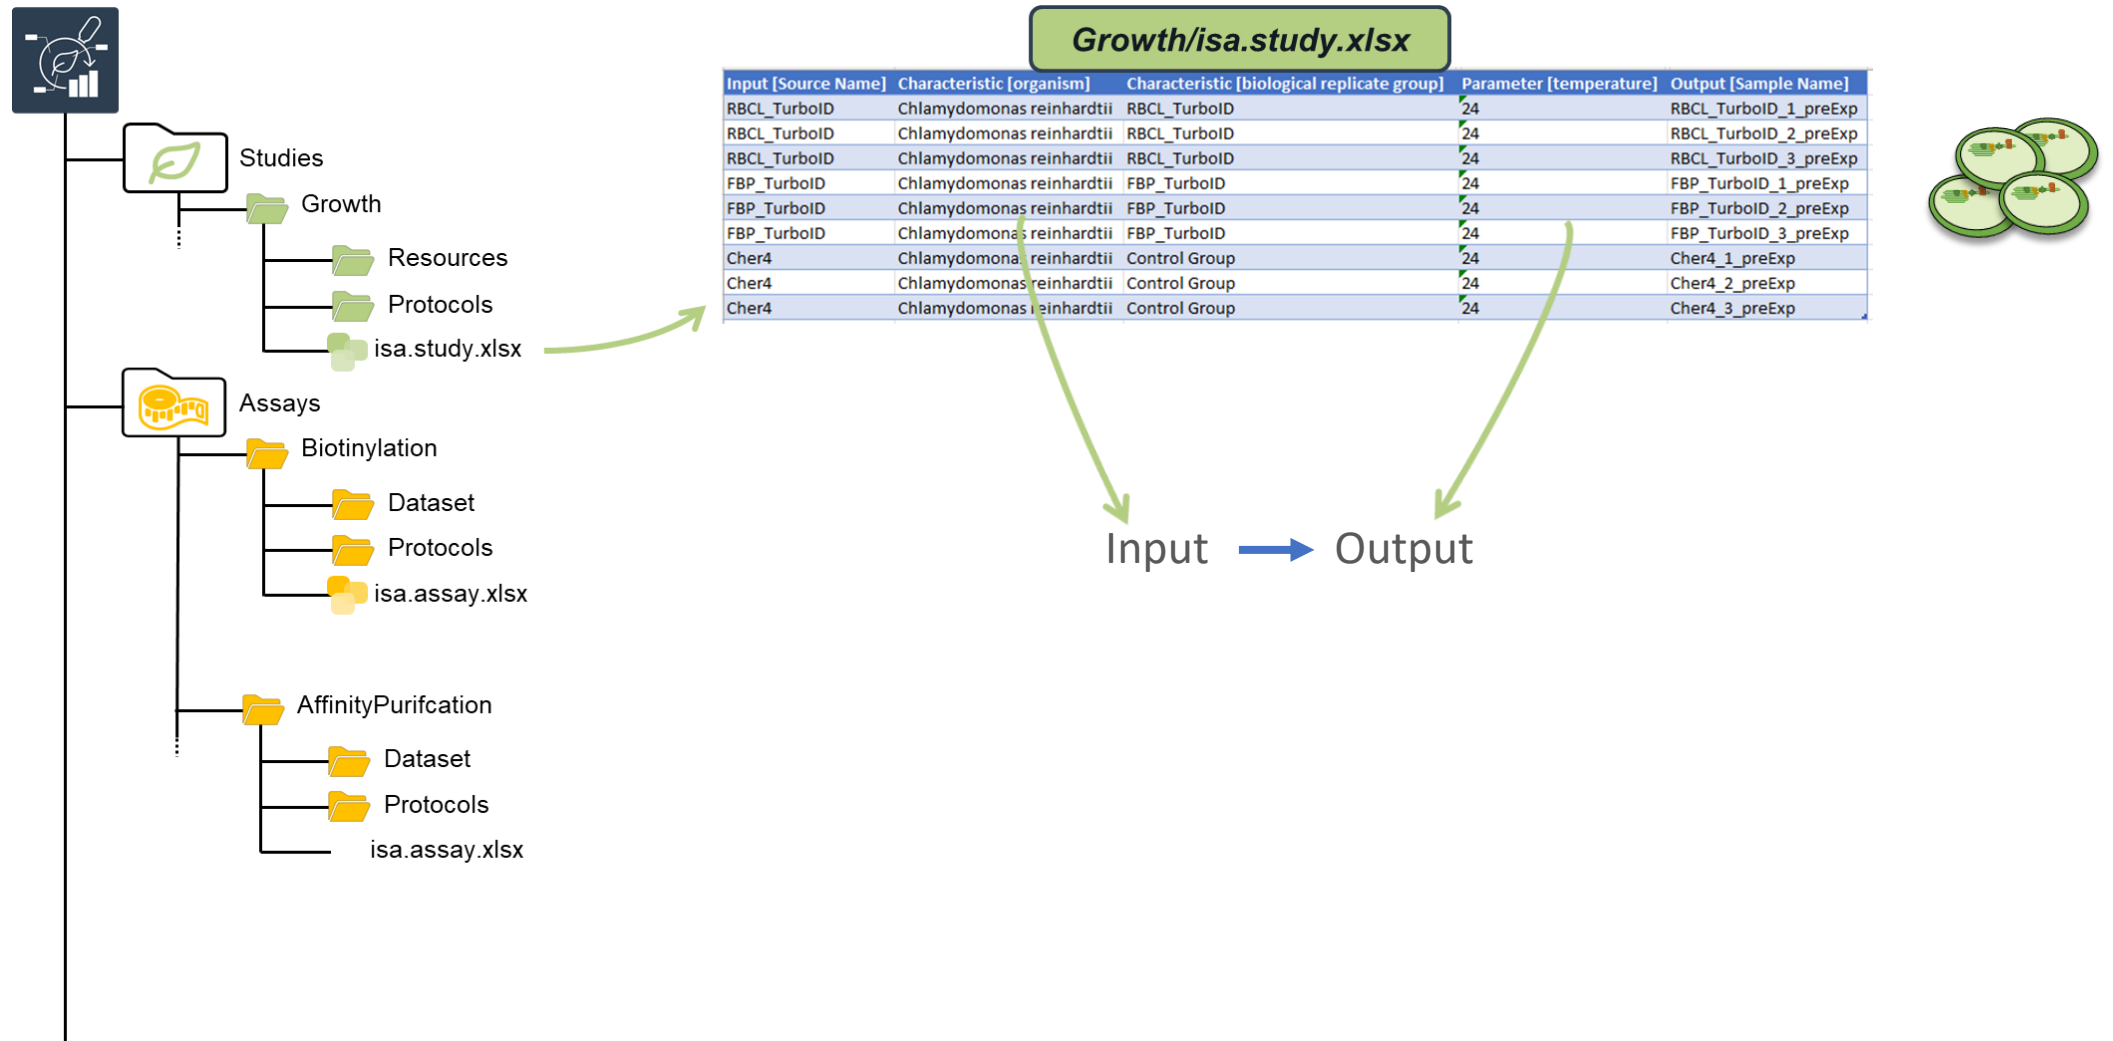 Growth/isa.study.xlsx
Input [Source Name] Characteristic [organism] Characteristic [biological replicate group] Parameter [temperature] Output [Sample Name]
RBCL_TurboID Chlamydomonas reinhardtii RBCL_TurboID 24 RBCL_TurboID_1_preExp
RBCL_TurboID Chlamydomonas reinhardtii RBCL_TurboID 24 RBCL_TurboID_2_preExp
RBCL_TurboID Chlamydomonas reinhardtii RBCL_TurboID 24 RBCL_TurboID_3_preExp
FBP_TurboID Chlamydomonas reinhardtii FBP_TurboID 24 FBP_TurboID_1_preExp
FBP_TurboID Chlamydomonas reinhardtii FBP_TurboID 24 FBP_TurboID_2_preExp
FBP_TurboID Chlamydomonas reinhardtii FBP_TurboID 24 FBP_TurboID_3_preExp
Cher4 Chlamydomonas reinhardtii Control Group 24 Cher4_1_preExp
Cher4 Chlamydomonas reinhardtii Control Group 24 Cher4_2_preExp
Cher4 Chlamydomonas reinhardtii Control Group 24 Cher4_3_preExp
Studies
Growth
Resources
Protocols
isa.study.xlsx
Assays
Biotinylation
Dataset
Protocols
isa.assay.xlsx
AffinityPurifcation
Dataset
Protocols
isa.assay.xlsx
Input Output